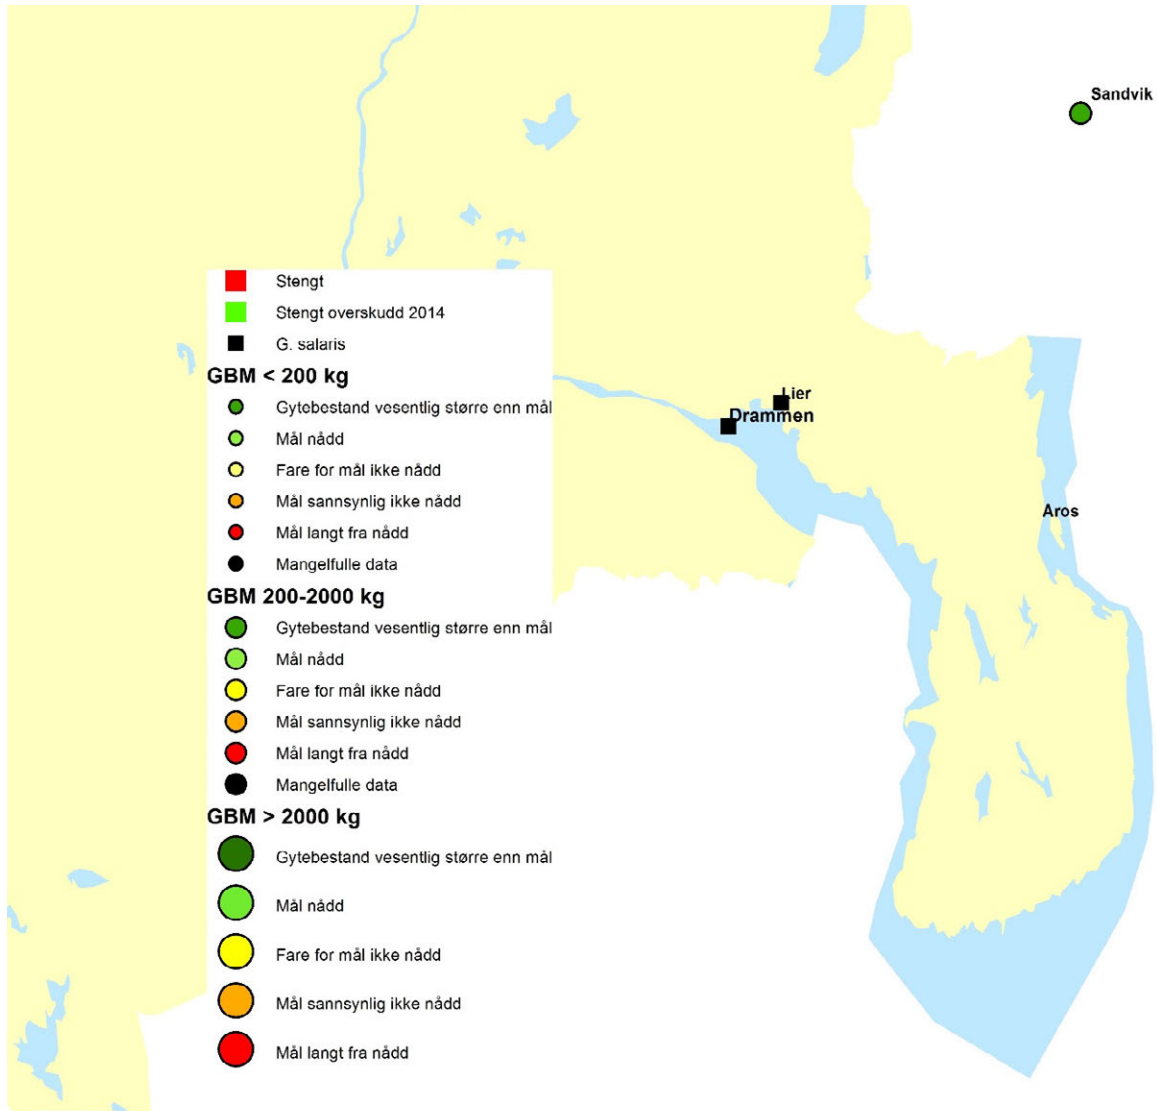 Sandvik
Stengt
Stengt overskudd 2014
G. salaris
GBM < 200 kg
Gytebestand vesentlig større enn mål
Mål nådd
Fare for mål ikke nådd
Mål sannsynlig ikke nådd
Mål langt fra nådd
Mangelfulle data
GBM 200-2000 kg
Gytebestand vesentlig større enn mål
Mål nådd
Fare for mål ikke nådd
Mål sannsynlig ikke nådd
Mål langt fra nådd
Mangelfulle data
GBM > 2000 kg
Gytebestand vesentlig større enn mål
Mål nådd
Fare for mål ikke nådd
Mål sannsynlig ikke nådd
Mål langt fra nådd
Lier
Drammen
Aros